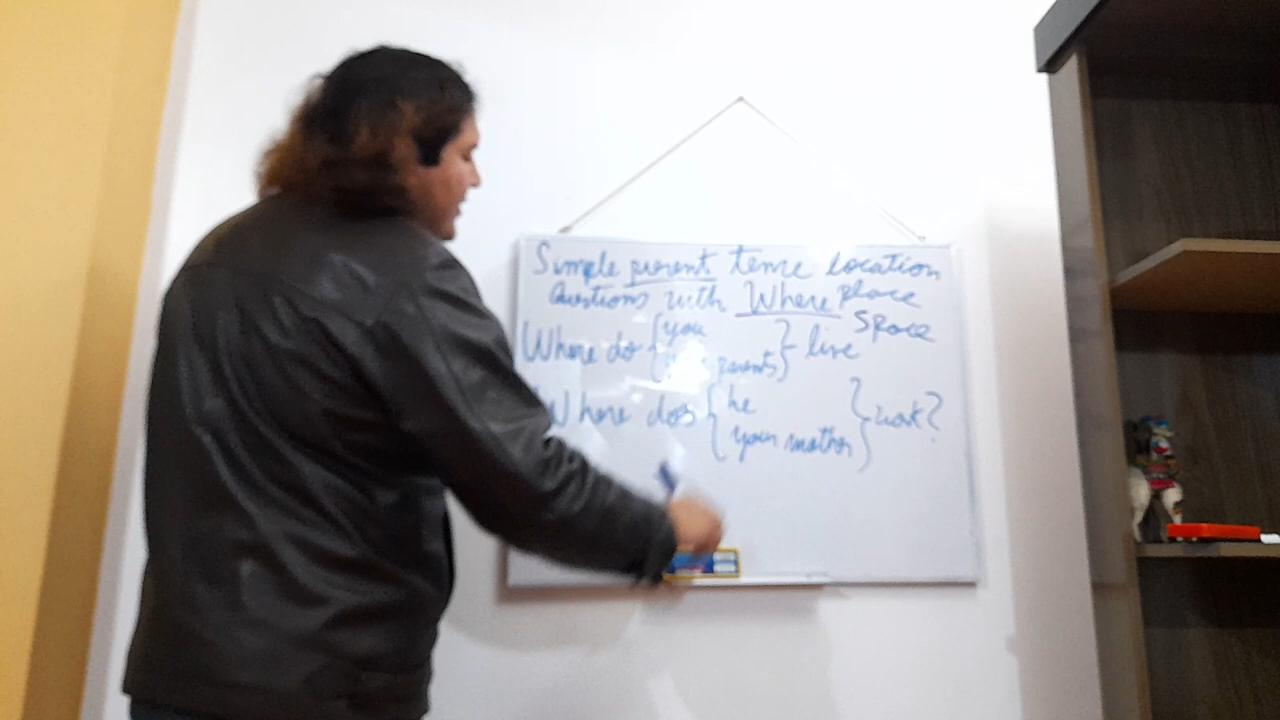 Simple present tense location
Questions with Where place
space
Where do { you } live
parents
Where does { he } work?
your mother